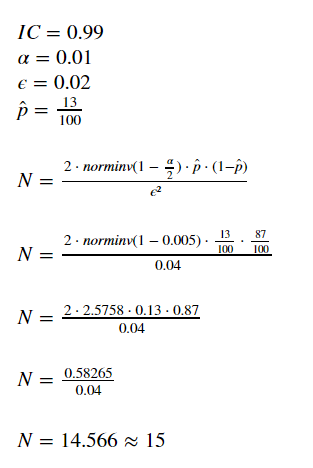 IC = 0.99
α = 0.01
ϵ = 0.02
p̂ = 13/100
N = 2 · norminv(1 − α/2) · p̂ · (1−p̂) / ϵ²
N = 2 · norminv(1 − 0.005) · 13/100 · 87/100 / 0.04
N = 2 · 2.5758 · 0.13 · 0.87 / 0.04
N = 0.58265 / 0.04
N = 14.566 ≈ 15